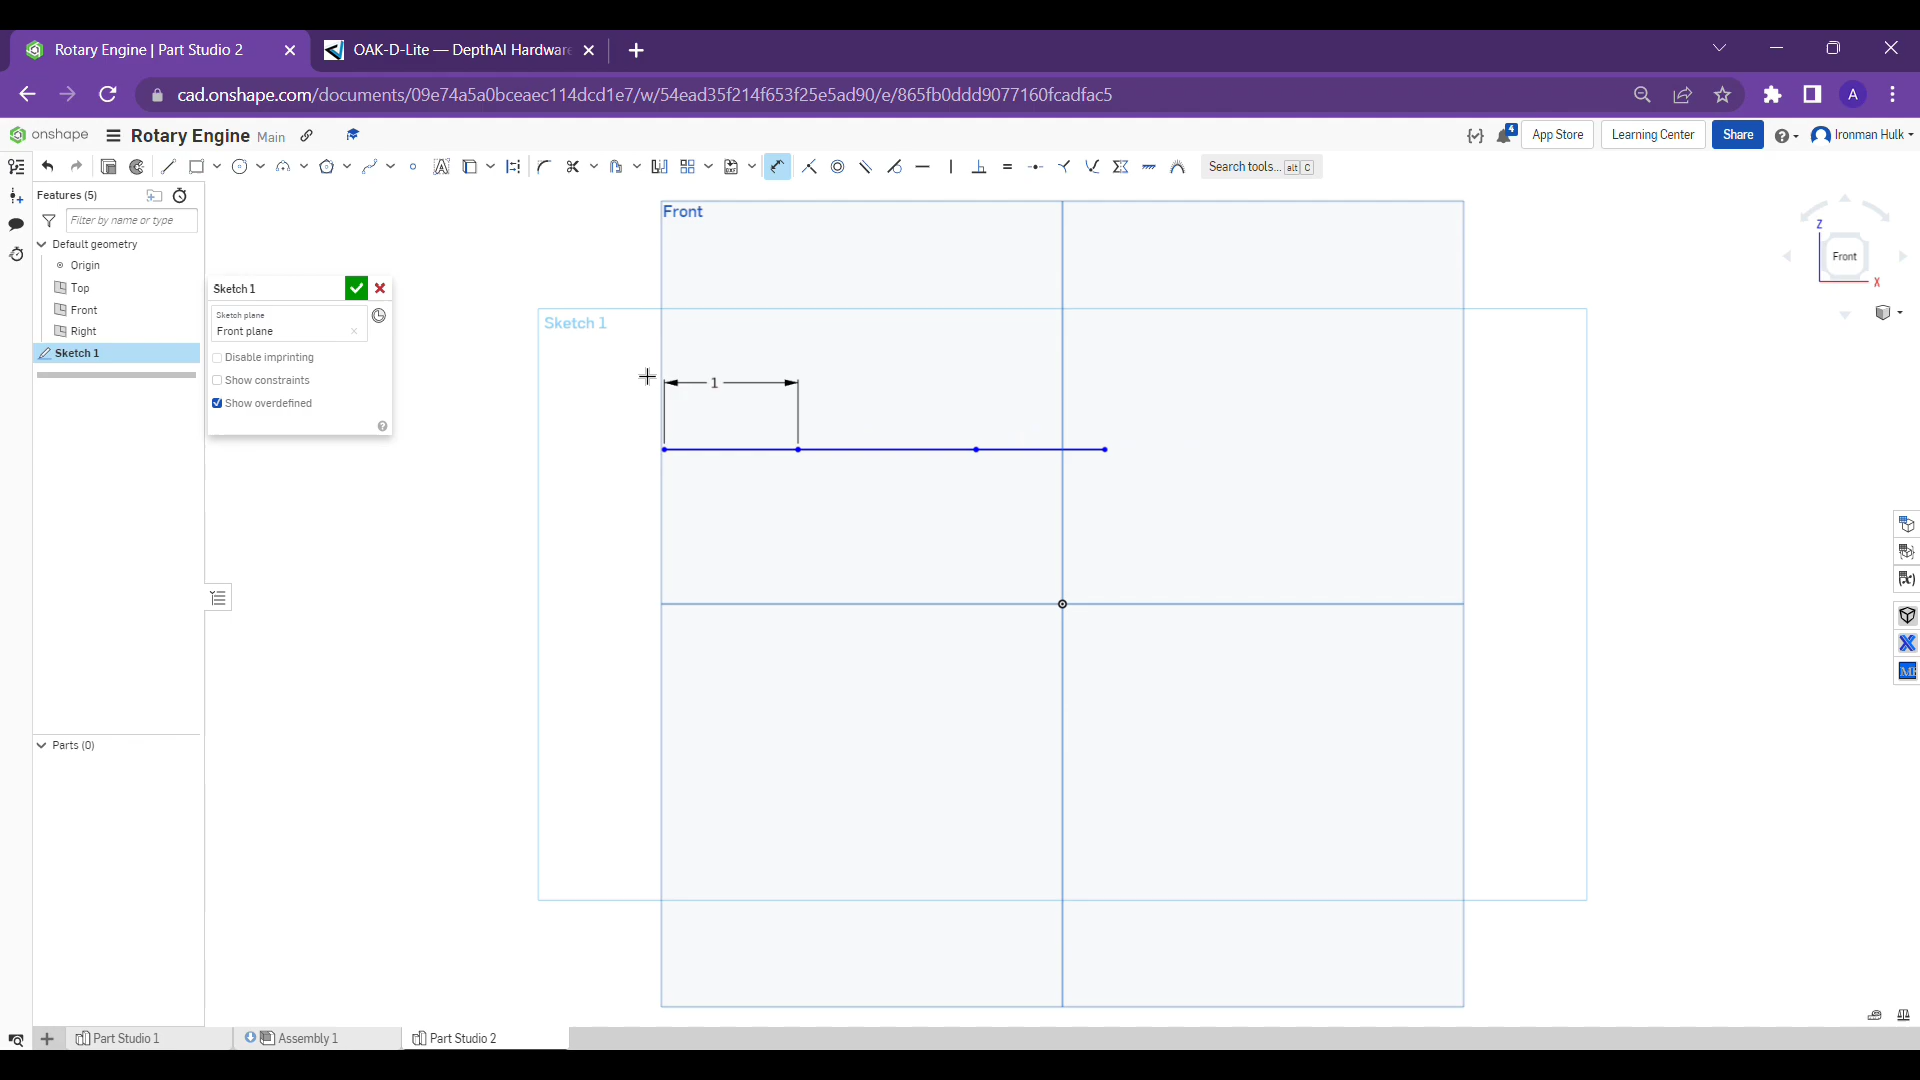 Rotary Engine | Part Studio 2
OAK-D-Lite — DepthAI Hardware
cad.onshape.com/documents/09e74a5a0bceaec114dcd1e7/w/54ead35f214f653f25e5ad90/e/865fb0ddd9077160fcadfac5
A
onshape Rotary Engine Main
4 App Store Learning Center Share Ironman Hulk
Search tools... alt C
Features (5)
Filter by name or type
Default geometry
Origin
Top
Front
Right
Sketch 1
Sketch 1
Sketch plane
Front plane
Disable imprinting
Show constraints
Show overdefined
Front
Sketch 1
1
Z
Front
X
Parts (0)
Part Studio 1
Assembly 1
Part Studio 2